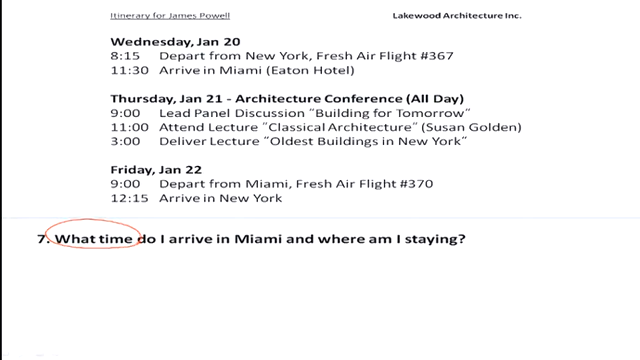 Itinerary for James Powell Lakewood Architecture Inc.
Wednesday, Jan 20
8:15 Depart from New York, Fresh Air Flight #367
11:30 Arrive in Miami (Eaton Hotel)
Thursday, Jan 21 - Architecture Conference (All Day)
9:00 Lead Panel Discussion "Building for Tomorrow"
11:00 Attend Lecture "Classical Architecture" (Susan Golden)
3:00 Deliver Lecture "Oldest Buildings in New York"
Friday, Jan 22
9:00 Depart from Miami, Fresh Air Flight #370
12:15 Arrive in New York
7. What time do I arrive in Miami and where am I staying?